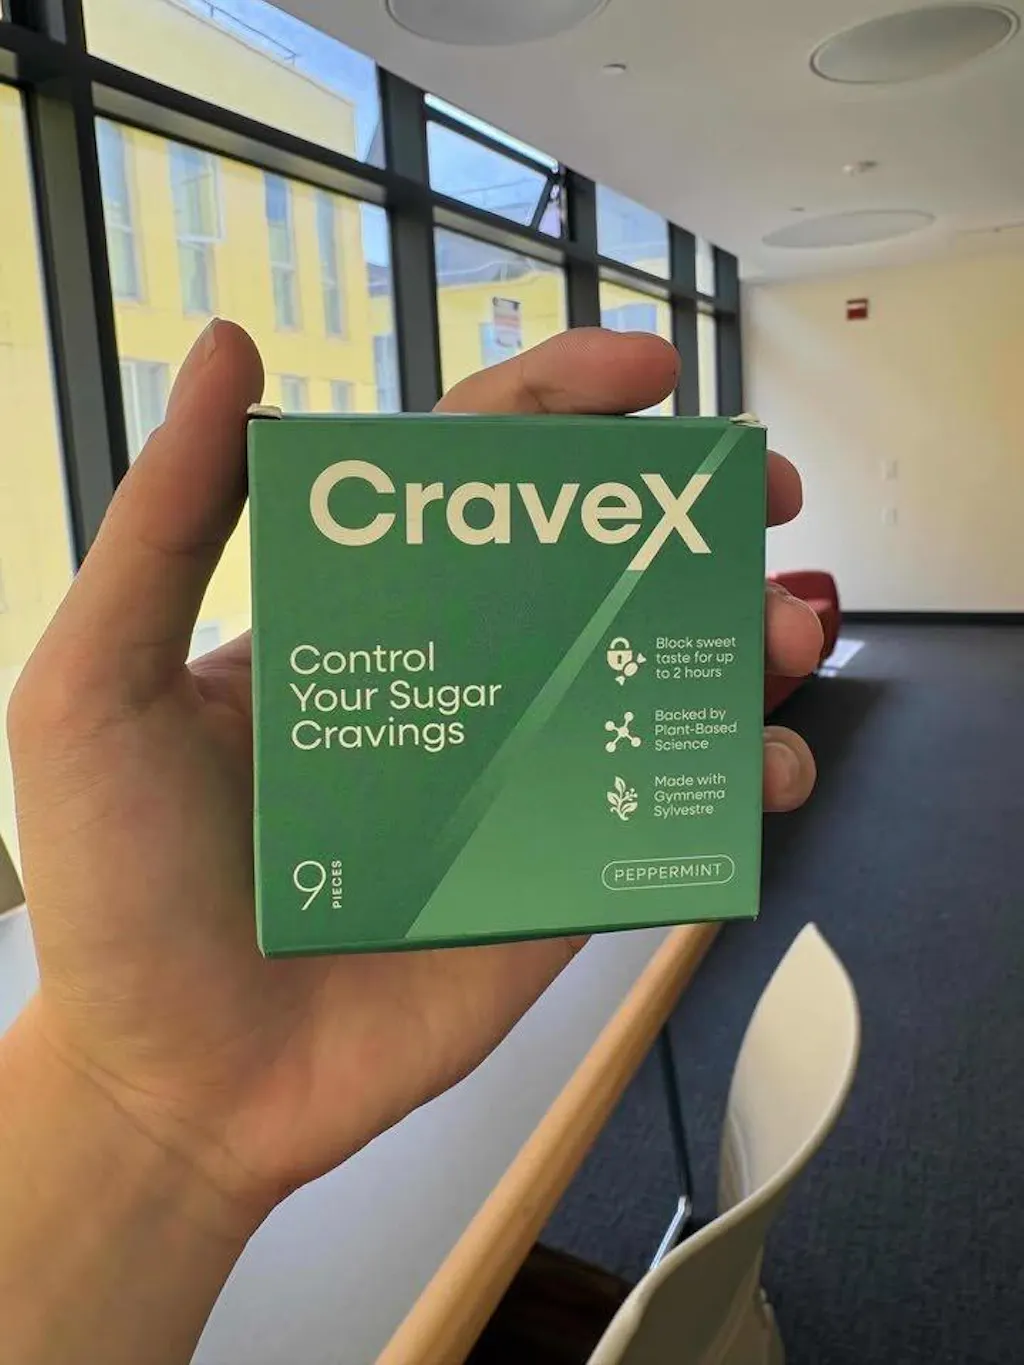 CraveX
Control
Your Sugar
Cravings
Block sweet
taste for up
to 2 hours
Backed by
Plant-Based
Science
Made with
Gymnema
Sylvestre
9
PIECES
PEPPERMINT